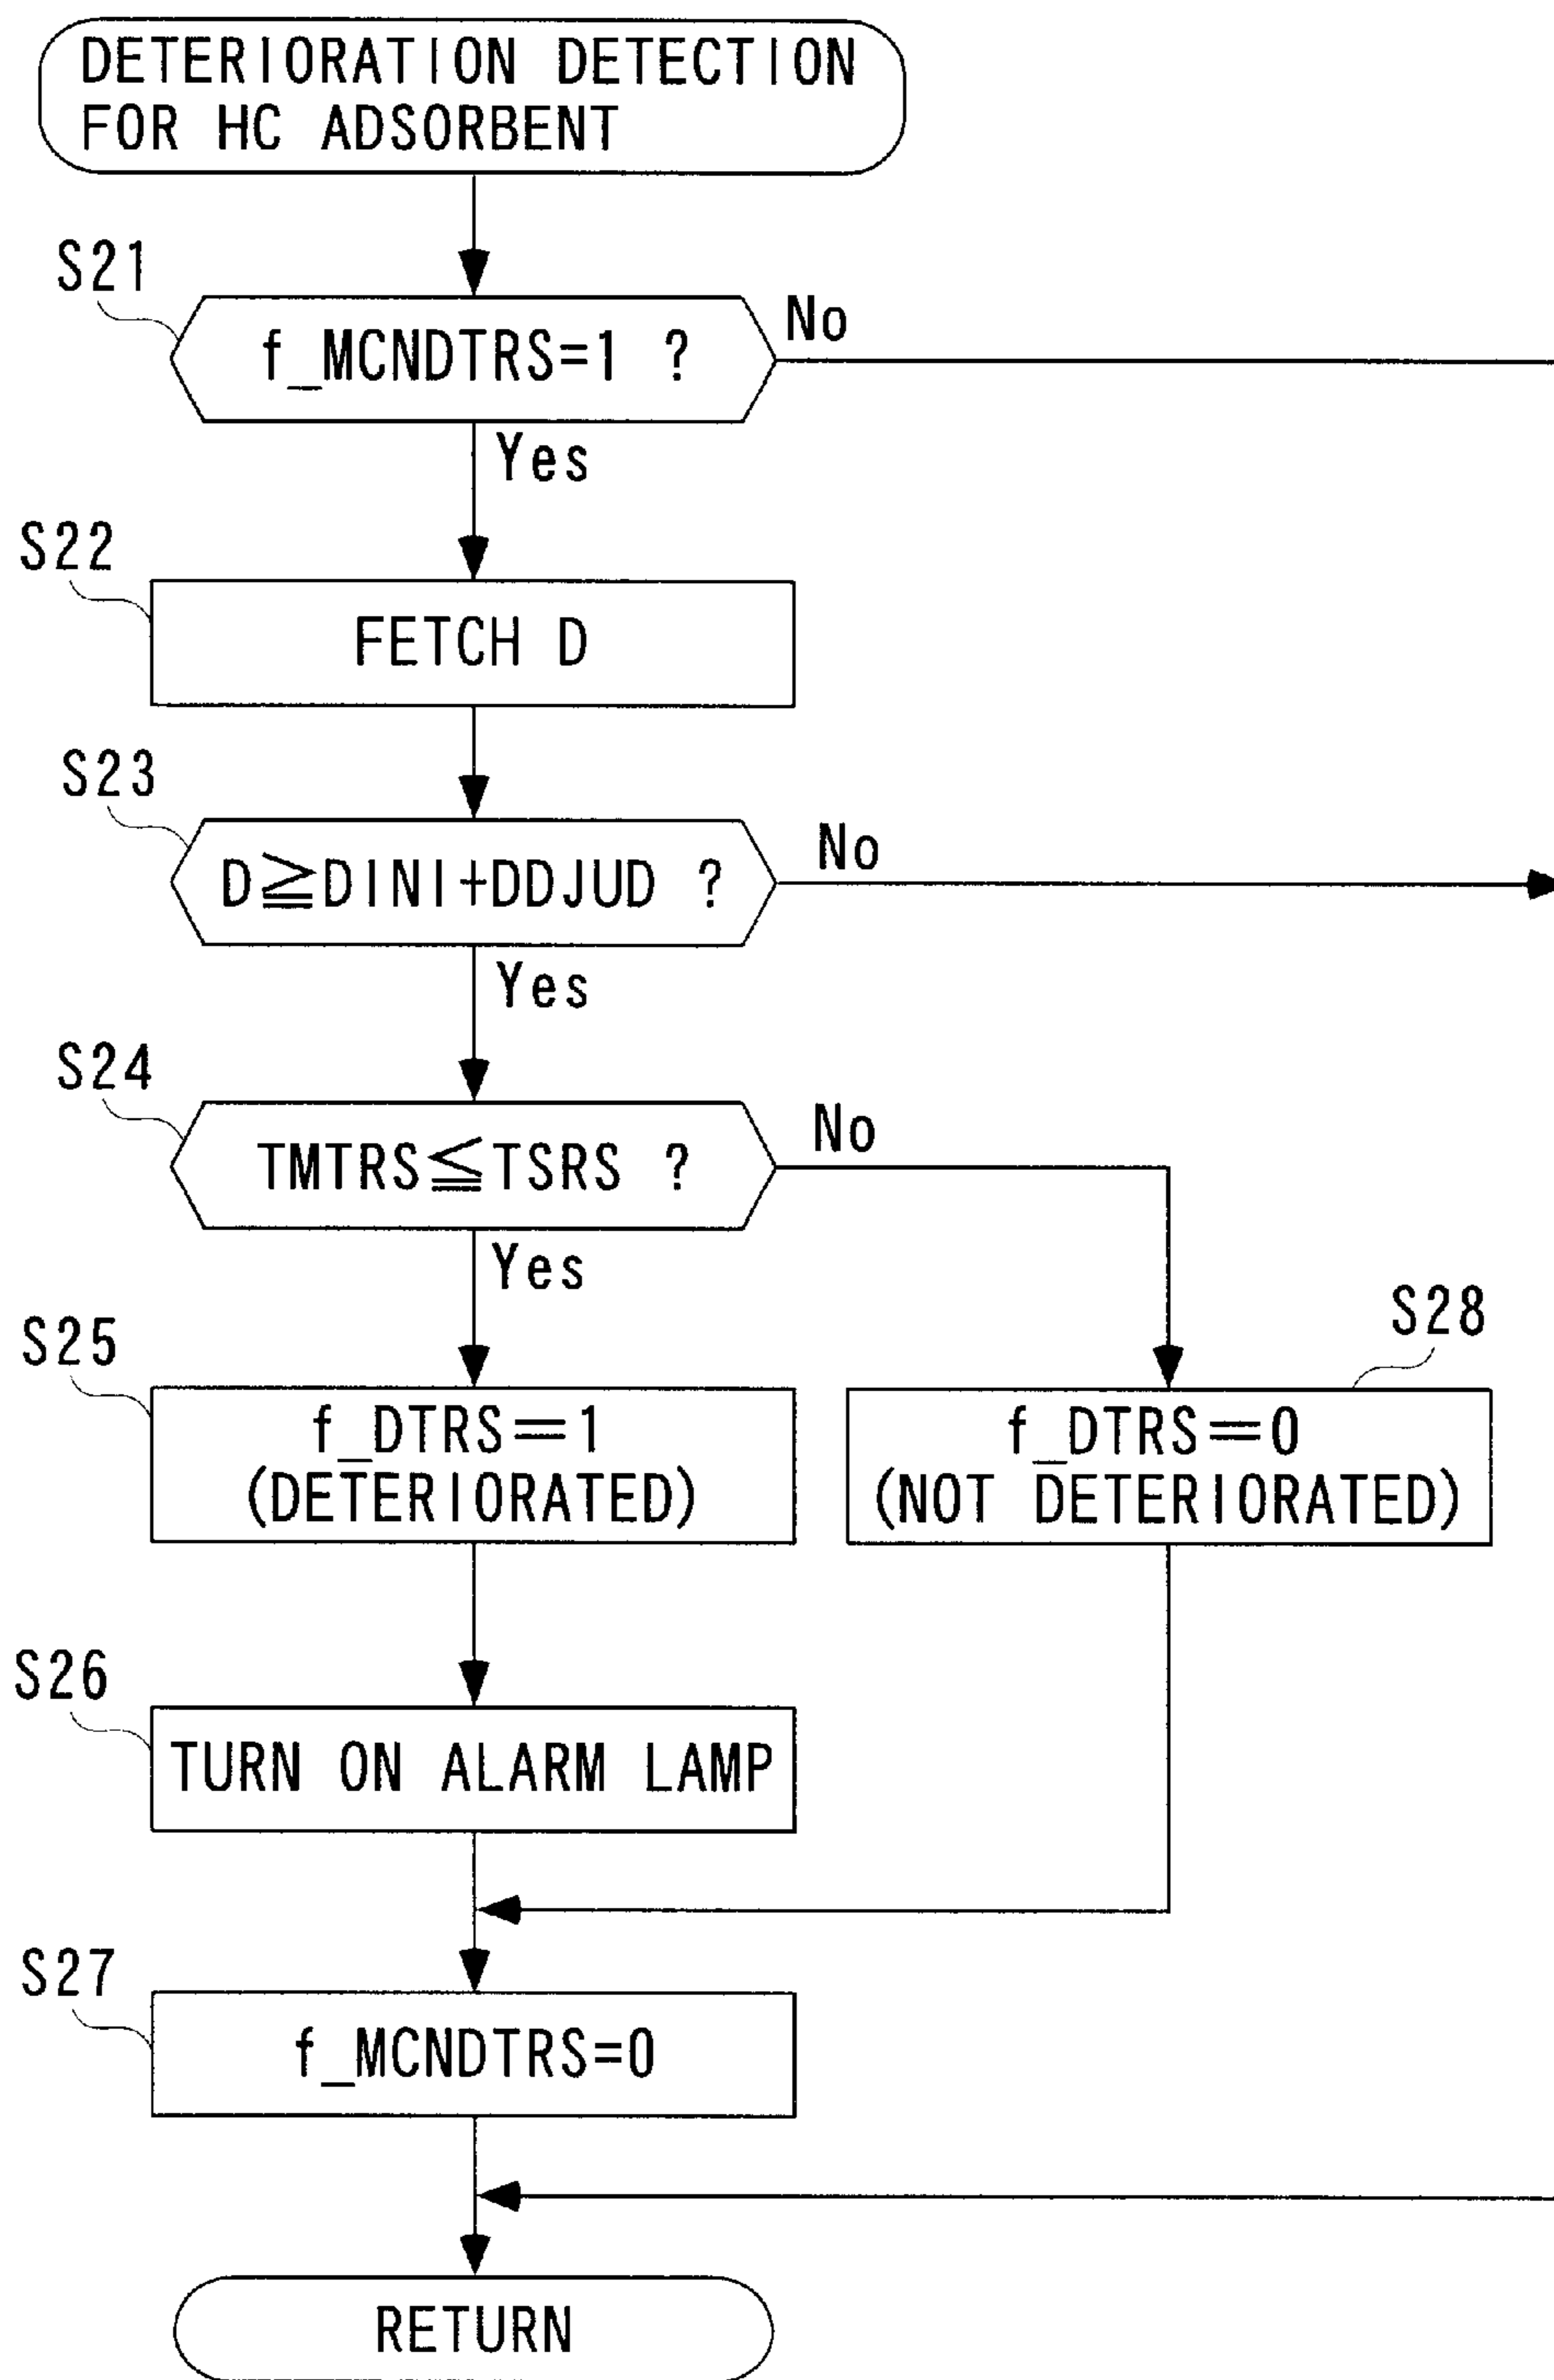 DETERIORATION DETECTION
FOR HC ADSORBENT
S21
f_MCNDTRS=1 ?
No
Yes
S22
FETCH D
S23
D≧DINI+DDJUD ?
No
Yes
S24
TMTRS≦TSRS ?
No
Yes
S25
f_DTRS=1
(DETERIORATED)
S28
f_DTRS=0
(NOT DETERIORATED)
S26
TURN ON ALARM LAMP
S27
f_MCNDTRS=0
RETURN